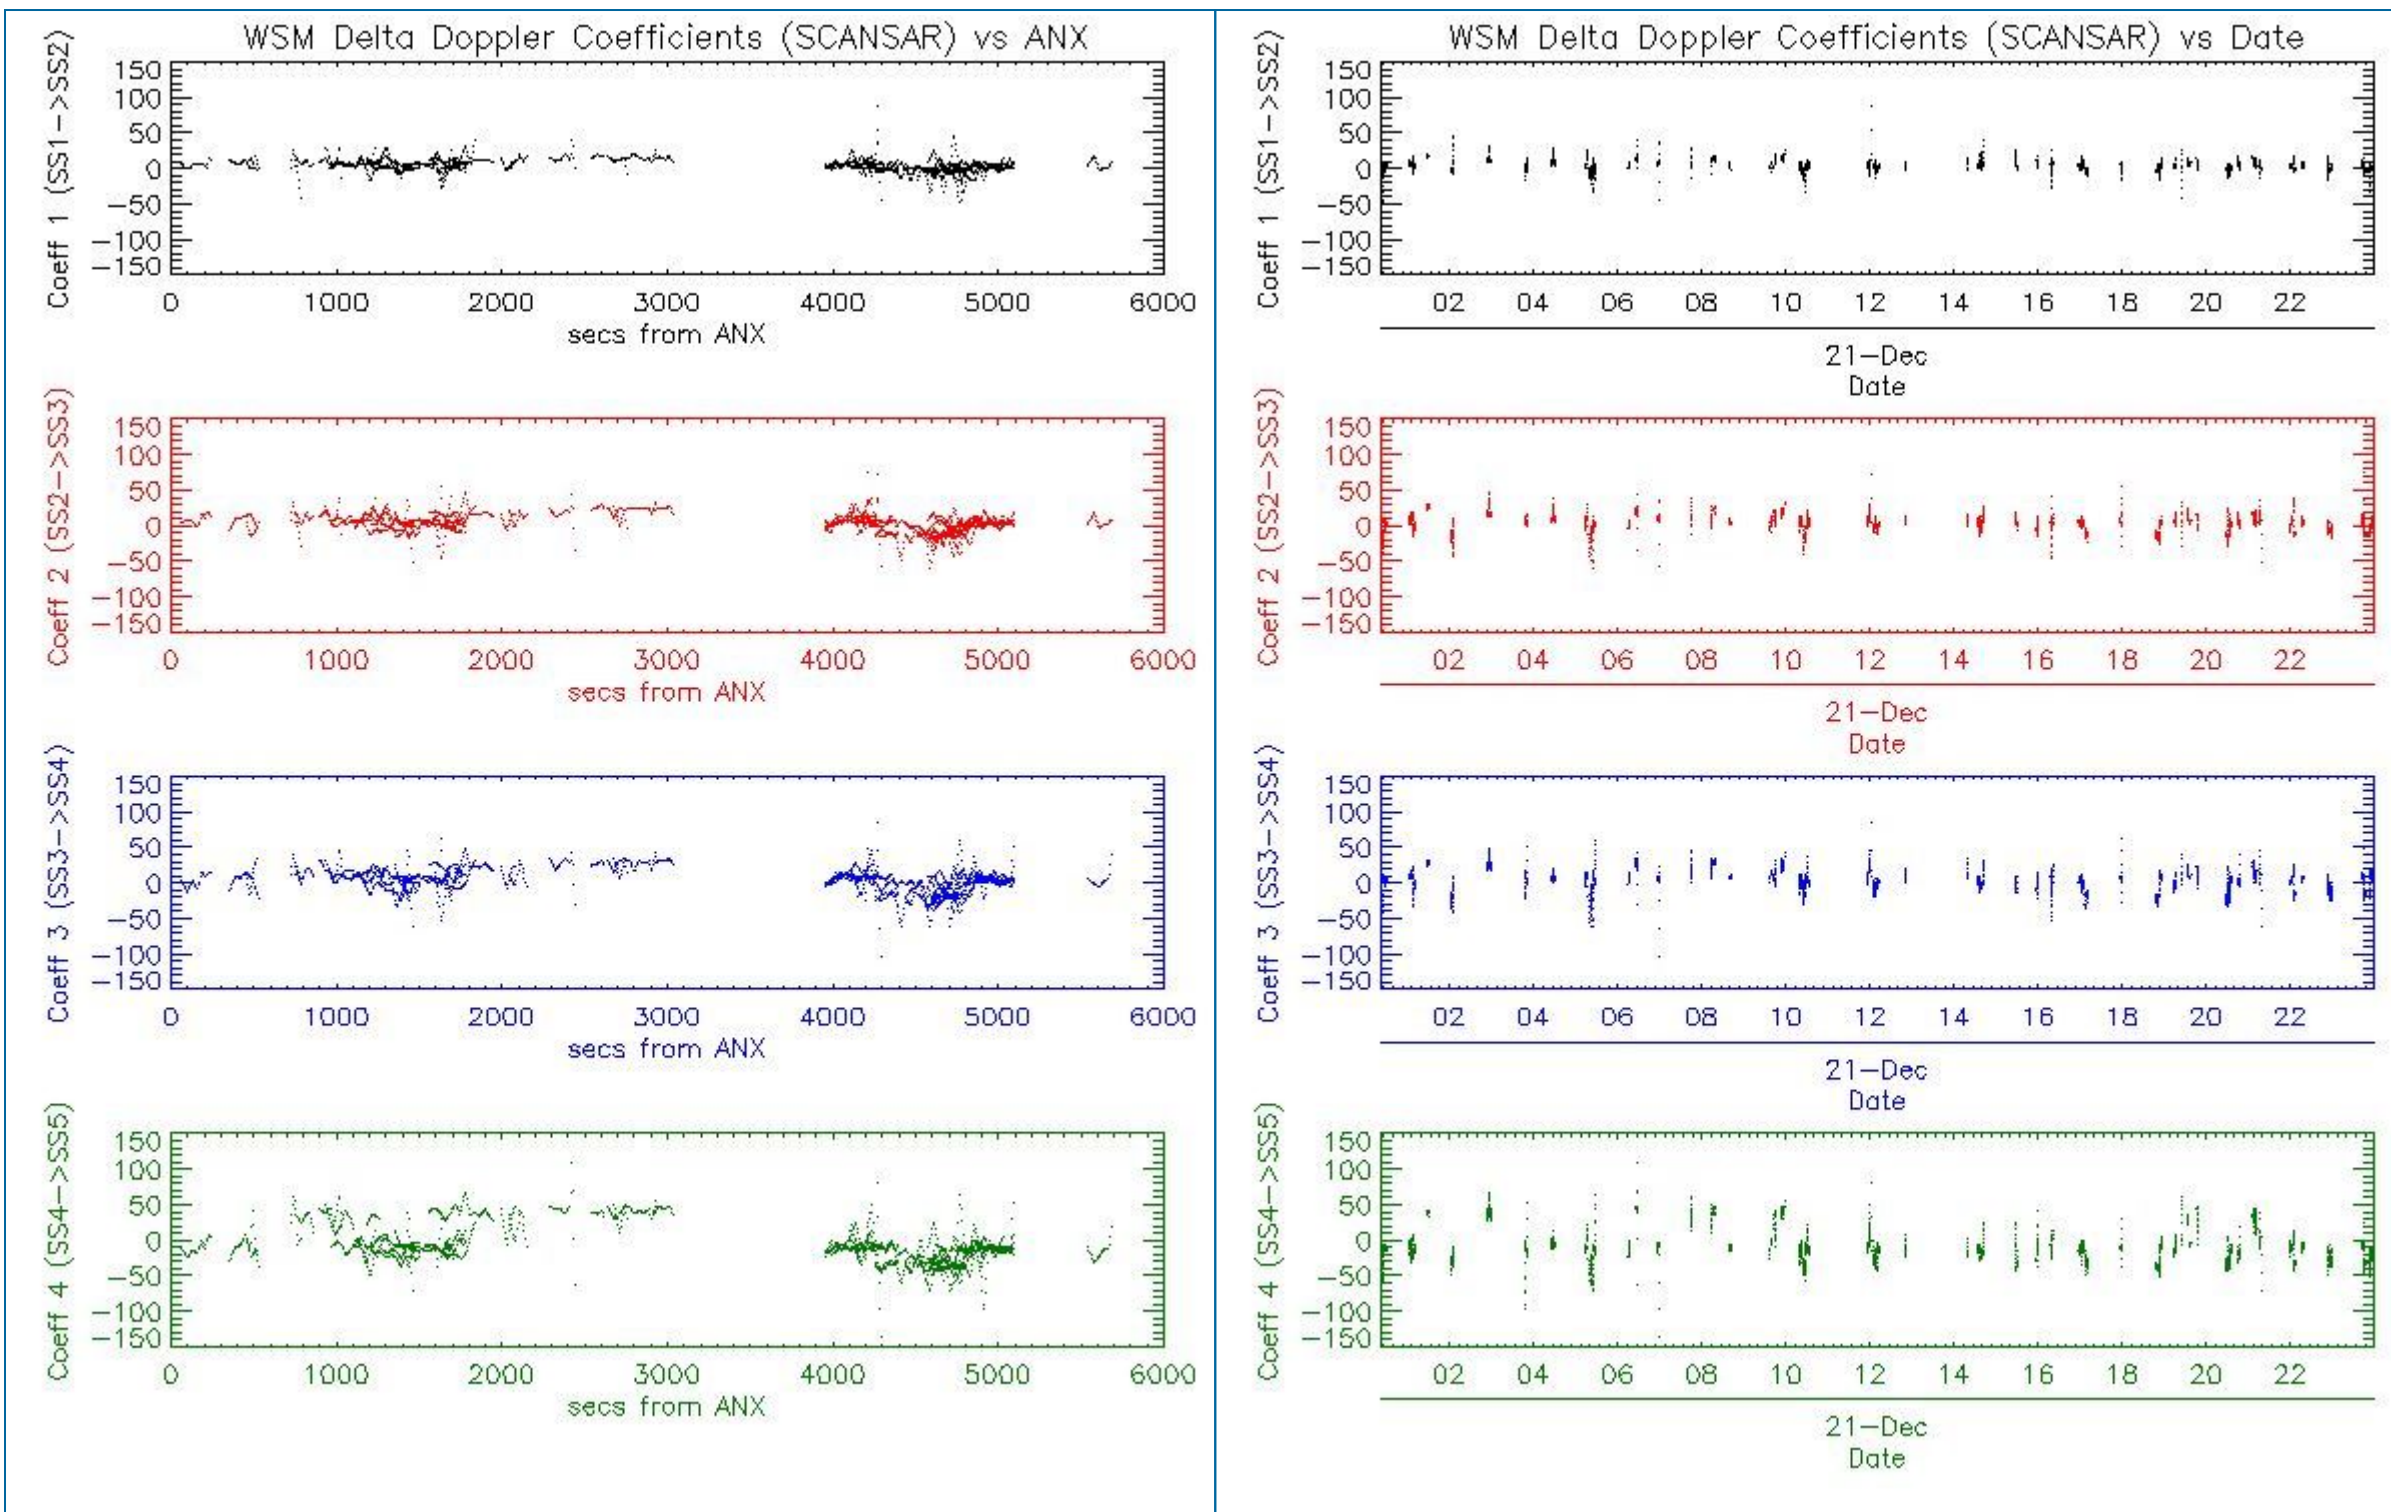 WSM Delta Doppler Coefficients (SCANSAR) vs ANX
Coeff 1 (SS1->SS2)
150
100
50
0
-50
-100
-150
0 1000 2000 3000 4000 5000 6000
secs from ANX
Coeff 2 (SS2->SS3)
150
100
50
0
-50
-100
-150
0 1000 2000 3000 4000 5000 6000
secs from ANX
Coeff 3 (SS3->SS4)
150
100
50
0
-50
-100
-150
0 1000 2000 3000 4000 5000 6000
secs from ANX
Coeff 4 (SS4->SS5)
150
100
50
0
-50
-100
-150
0 1000 2000 3000 4000 5000 6000
secs from ANX
WSM Delta Doppler Coefficients (SCANSAR) vs Date
Coeff 1 (SS1->SS2)
150
100
50
0
-50
-100
-150
02 04 06 08 10 12 14 16 18 20 22
21-Dec
Date
Coeff 2 (SS2->SS3)
150
100
50
0
-50
-100
-150
02 04 06 08 10 12 14 16 18 20 22
21-Dec
Date
Coeff 3 (SS3->SS4)
150
100
50
0
-50
-100
-150
02 04 06 08 10 12 14 16 18 20 22
21-Dec
Date
Coeff 4 (SS4->SS5)
150
100
50
0
-50
-100
-150
02 04 06 08 10 12 14 16 18 20 22
21-Dec
Date